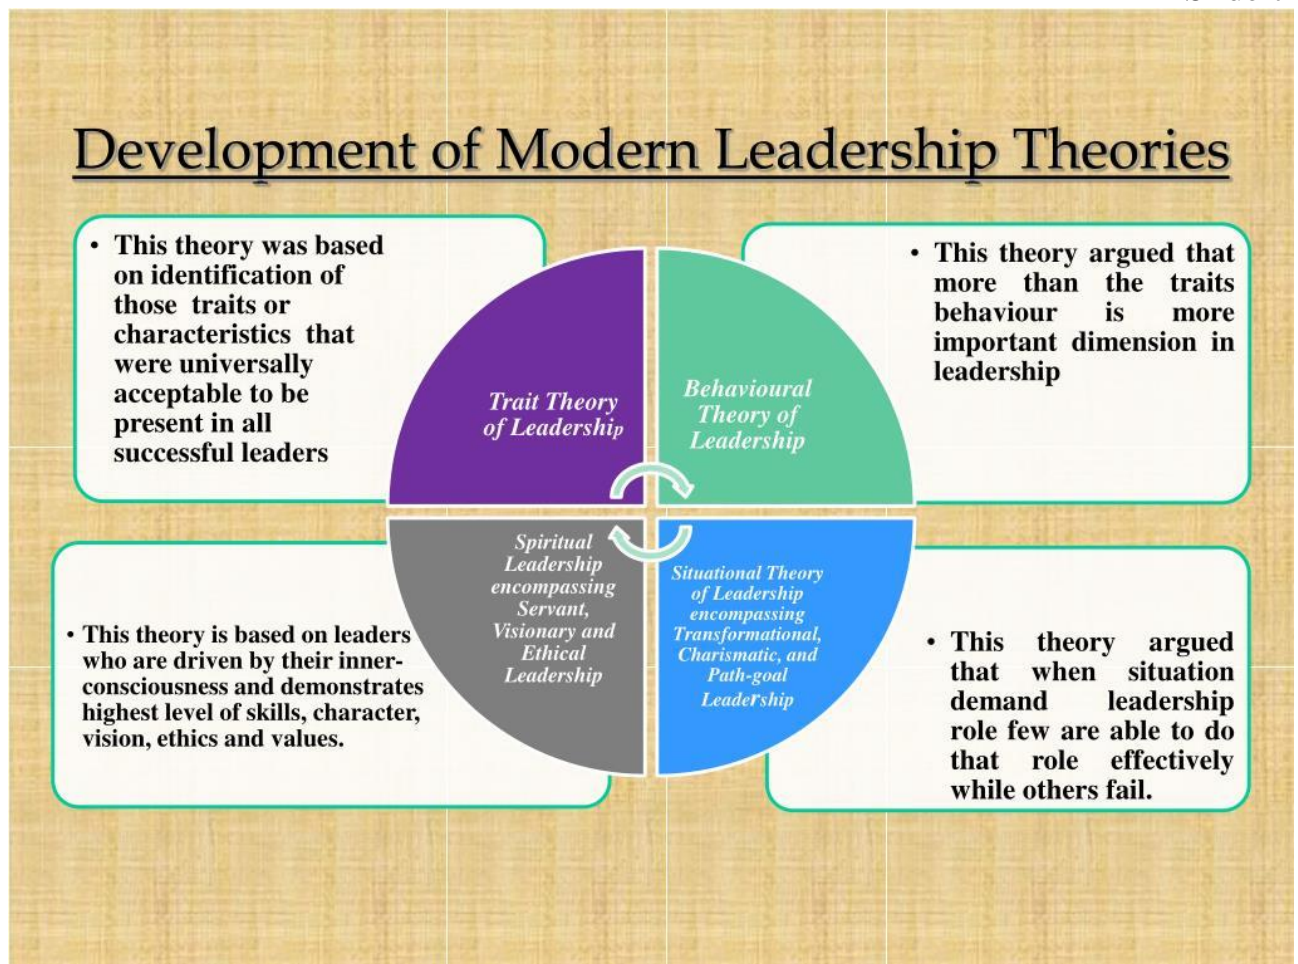 Development of Modern Leadership Theories
• This theory was based
on identification of
those traits or
characteristics that
were universally
acceptable to be
present in all
successful leaders
Trait Theory
of Leadership
Behavioural
Theory of
Leadership
• This theory argued that
more than the traits
behaviour is more
important dimension in
leadership
• This theory is based on leaders
who are driven by their inner-
consciousness and demonstrates
highest level of skills, character,
vision, ethics and values.
Spiritual
Leadership
encompassing
Servant,
Visionary and
Ethical
Leadership
Situational Theory
of Leadership
encompassing
Transformational,
Charismatic, and
Path-goal
Leadership
• This theory argued
that when situation
demand leadership
role few are able to do
that role effectively
while others fail.